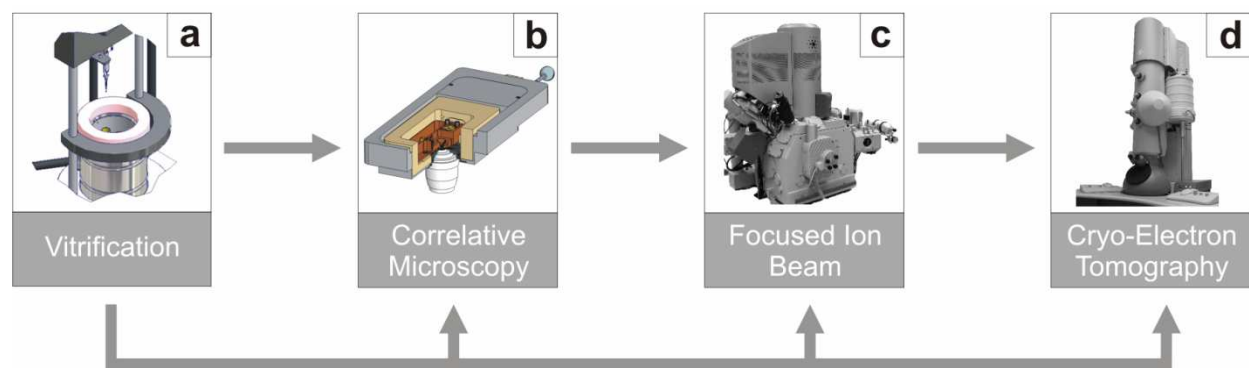 a
b
c
d
Vitrification
Correlative
Microscopy
Focused Ion
Beam
Cryo-Electron
Tomography